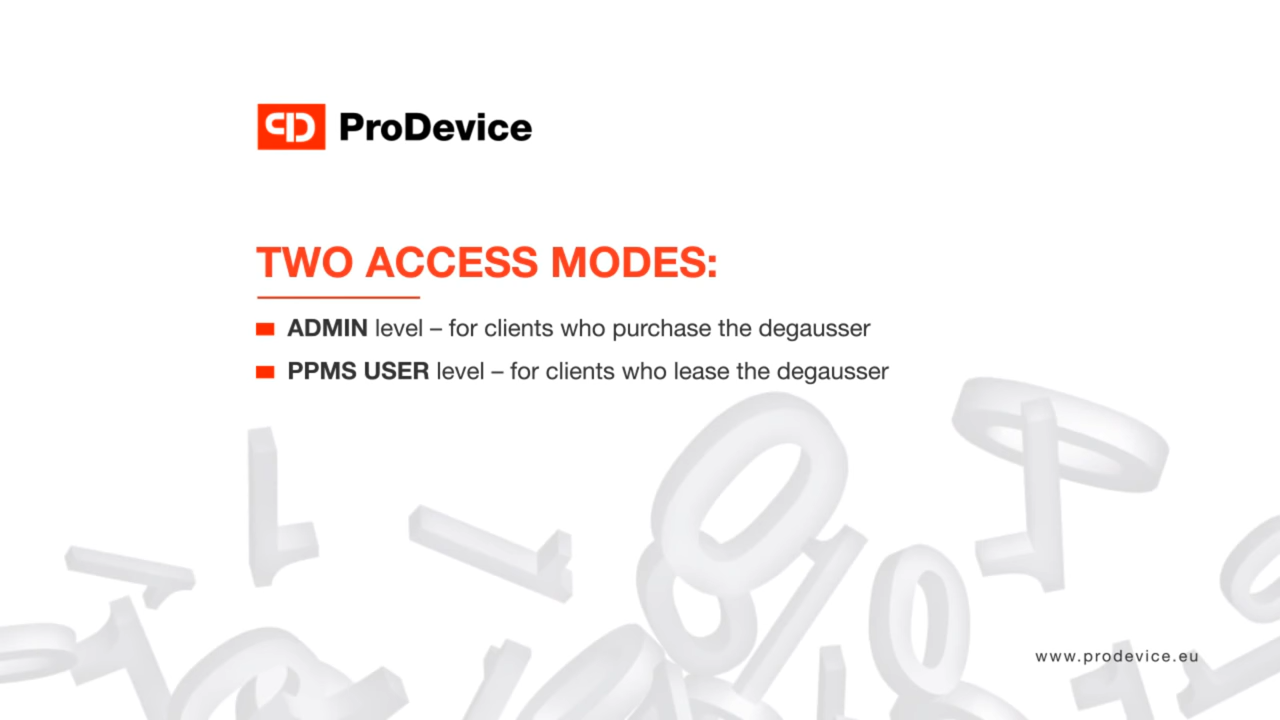 ProDevice
TWO ACCESS MODES:
ADMIN level – for clients who purchase the degausser
PPMS USER level – for clients who lease the degausser
www.prodevice.eu